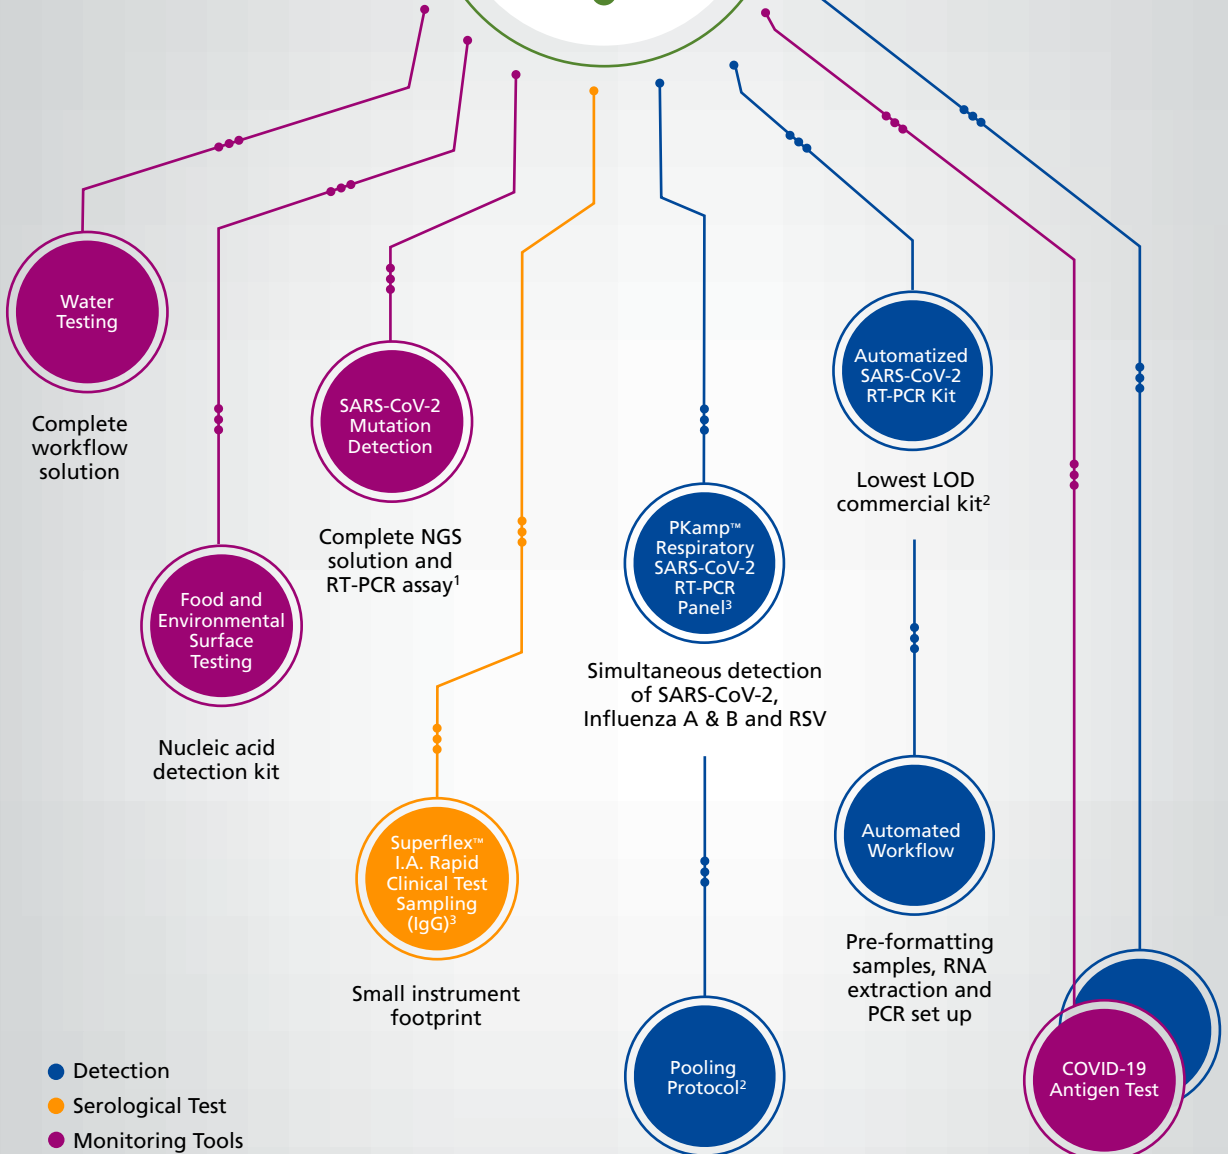 Water
Testing
Complete
workflow
solution
Food and
Environmental
Surface
Testing
Nucleic acid
detection kit
SARS-CoV-2
Mutation
Detection
Complete NGS
solution and
RT-PCR assay¹
Superflex™
I.A. Rapid
Clinical Test
Sampling
(IgG)³
Small instrument
footprint
PKamp™
Respiratory
SARS-CoV-2
RT-PCR
Panel³
Simultaneous detection
of SARS-CoV-2,
Influenza A & B and RSV
Pooling
Protocol²
Automatized
SARS-CoV-2
RT-PCR Kit
Lowest LOD
commercial kit²
Automated
Workflow
Pre-formatting
samples, RNA
extraction and
PCR set up
COVID-19
Antigen Test
Detection
Serological Test
Monitoring Tools